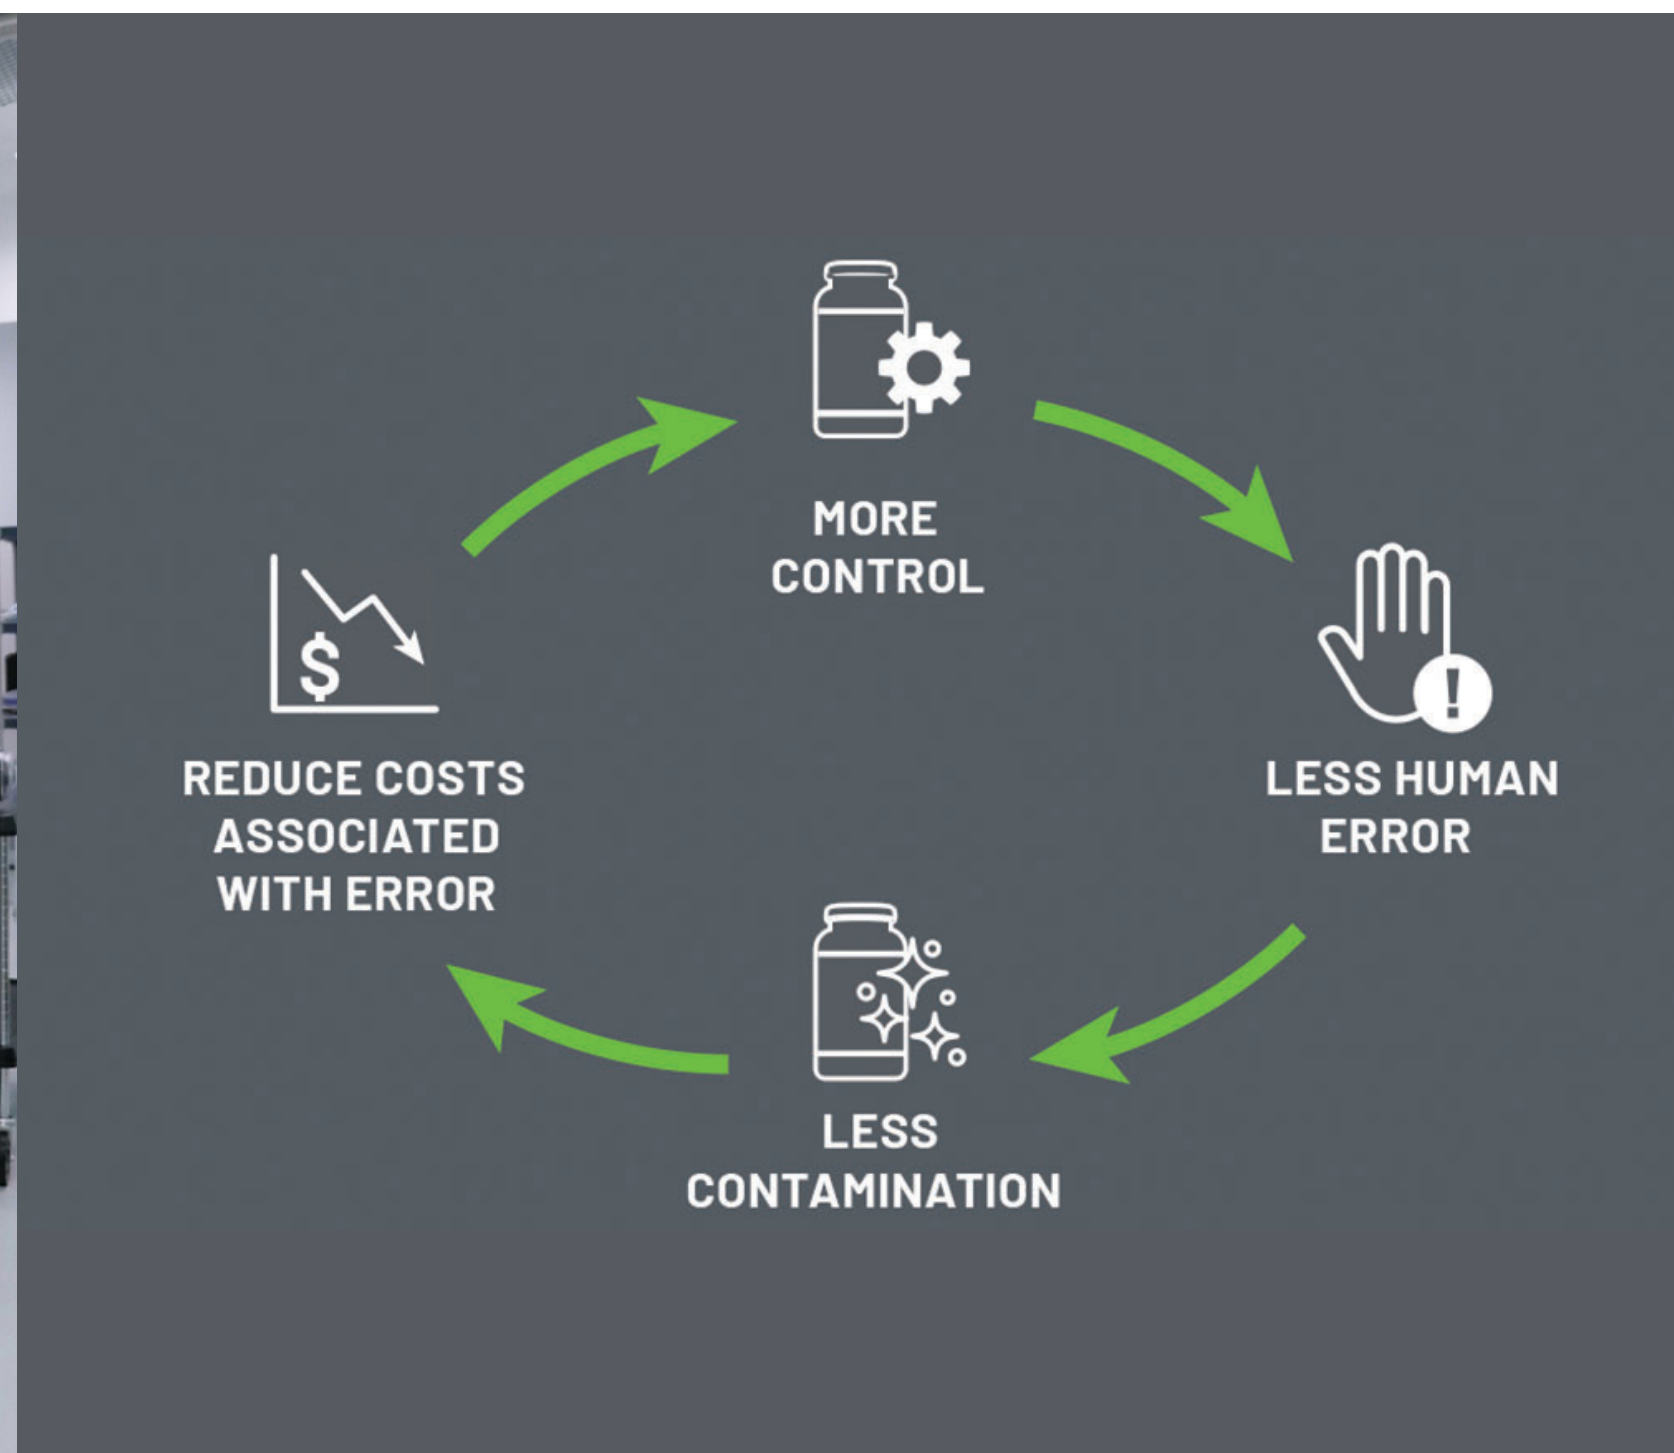 MORE
CONTROL
LESS HUMAN
ERROR
LESS
CONTAMINATION
REDUCE COSTS
ASSOCIATED
WITH ERROR
$
!